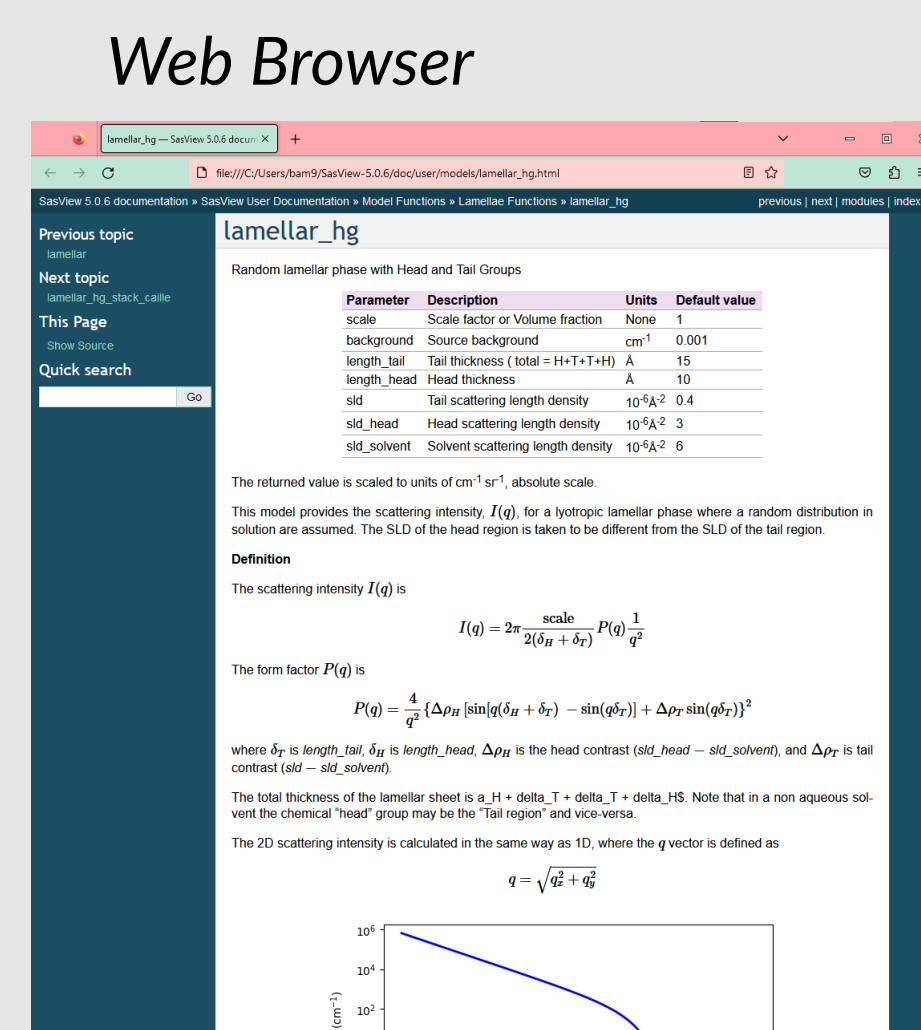 Web Browser
lamellar_hg — SasView 5.0.6 docum
file:///C:/Users/bam9/SasView-5.0.6/doc/user/models/lamellar_hg.html
SasView 5.0.6 documentation » SasView User Documentation » Model Functions » Lamellae Functions » lamellar_hg previous | next | modules | index
Previous topic
lamellar
Next topic
lamellar_hg_stack_caille
This Page
Show Source
Quick search
Go
lamellar_hg
Random lamellar phase with Head and Tail Groups
Parameter Description Units Default value
scale Scale factor or Volume fraction None 1
background Source background cm⁻¹ 0.001
length_tail Tail thickness ( total = H+T+T+H) Å 15
length_head Head thickness Å 10
sld Tail scattering length density 10⁻⁶Å⁻² 0.4
sld_head Head scattering length density 10⁻⁶Å⁻² 3
sld_solvent Solvent scattering length density 10⁻⁶Å⁻² 6
The returned value is scaled to units of cm⁻¹ sr⁻¹, absolute scale.
This model provides the scattering intensity, I(q), for a lyotropic lamellar phase where a random distribution in
solution are assumed. The SLD of the head region is taken to be different from the SLD of the tail region.
Definition
The scattering intensity I(q) is
I(q) = 2π scale / 2(δH + δT) P(q) 1 / q²
The form factor P(q) is
P(q) = 4 / q² {ΔρH [sin[q(δH + δT) − sin(qδT)] + ΔρT sin(qδT)}²
where δT is length_tail, δH is length_head, ΔρH is the head contrast (sld_head − sld_solvent), and ΔρT is tail
contrast (sld − sld_solvent).
The total thickness of the lamellar sheet is a_H + delta_T + delta_T + delta_H$. Note that in a non aqueous sol-
vent the chemical “head” group may be the “Tail region” and vice-versa.
The 2D scattering intensity is calculated in the same way as 1D, where the q vector is defined as
q = √(qx² + qy²)
10⁶
10⁴
10²
(cm⁻¹)